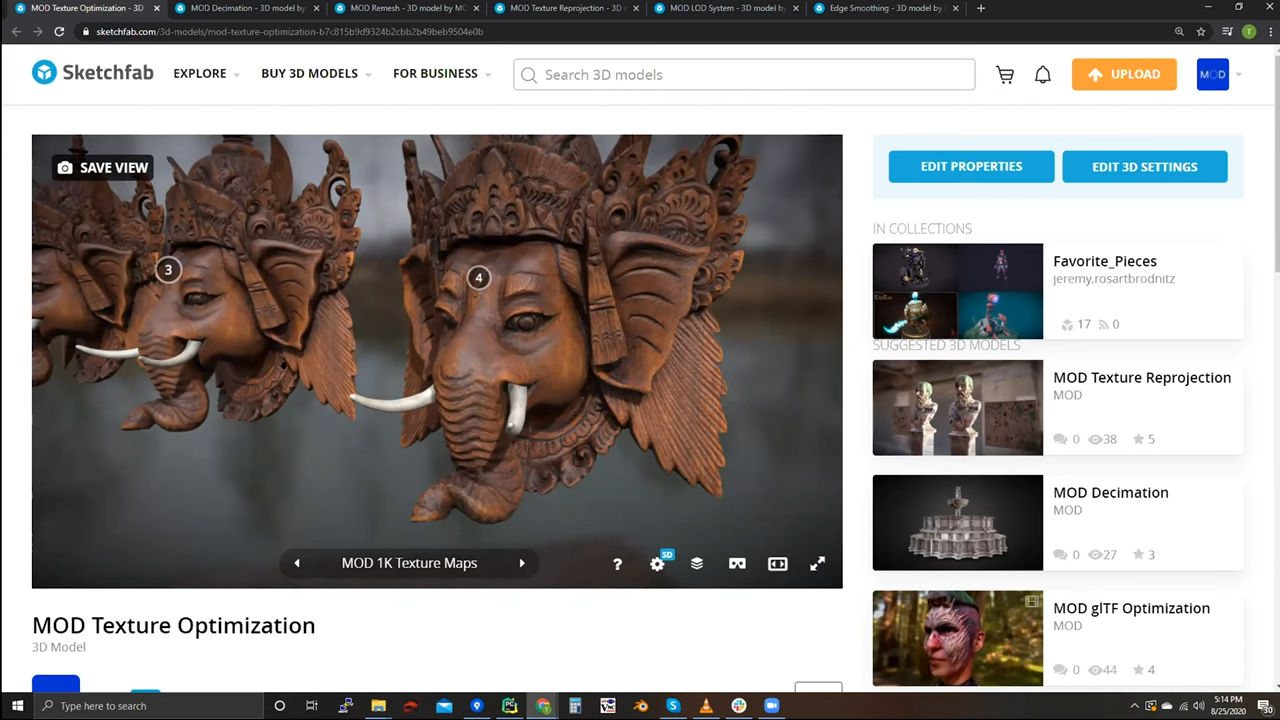 MOD Texture Optimization - 3D
MOD Decimation - 3D model by
MOD Remesh - 3D model by MO
MOD Texture Reprojection - 3D m
MOD LOD System - 3D model by
Edge Smoothing - 3D model by
sketchfab.com/3d-models/mod-texture-optimization-b7c815b9d9324b2cbb2b49beb9504e0b
T
Sketchfab
EXPLORE
BUY 3D MODELS
FOR BUSINESS
Search 3D models
UPLOAD
MOD
SAVE VIEW
3
4
MOD 1K Texture Maps
?
SD
MOD Texture Optimization
3D Model
EDIT PROPERTIES
EDIT 3D SETTINGS
IN COLLECTIONS
Favorite_Pieces
jeremy.rosartbrodnitz
17 0
SUGGESTED 3D MODELS
MOD Texture Reprojection
MOD
0 38 5
MOD Decimation
MOD
0 27 3
MOD glTF Optimization
MOD
0 44 4
Type here to search
5:14 PM
8/25/2020
30